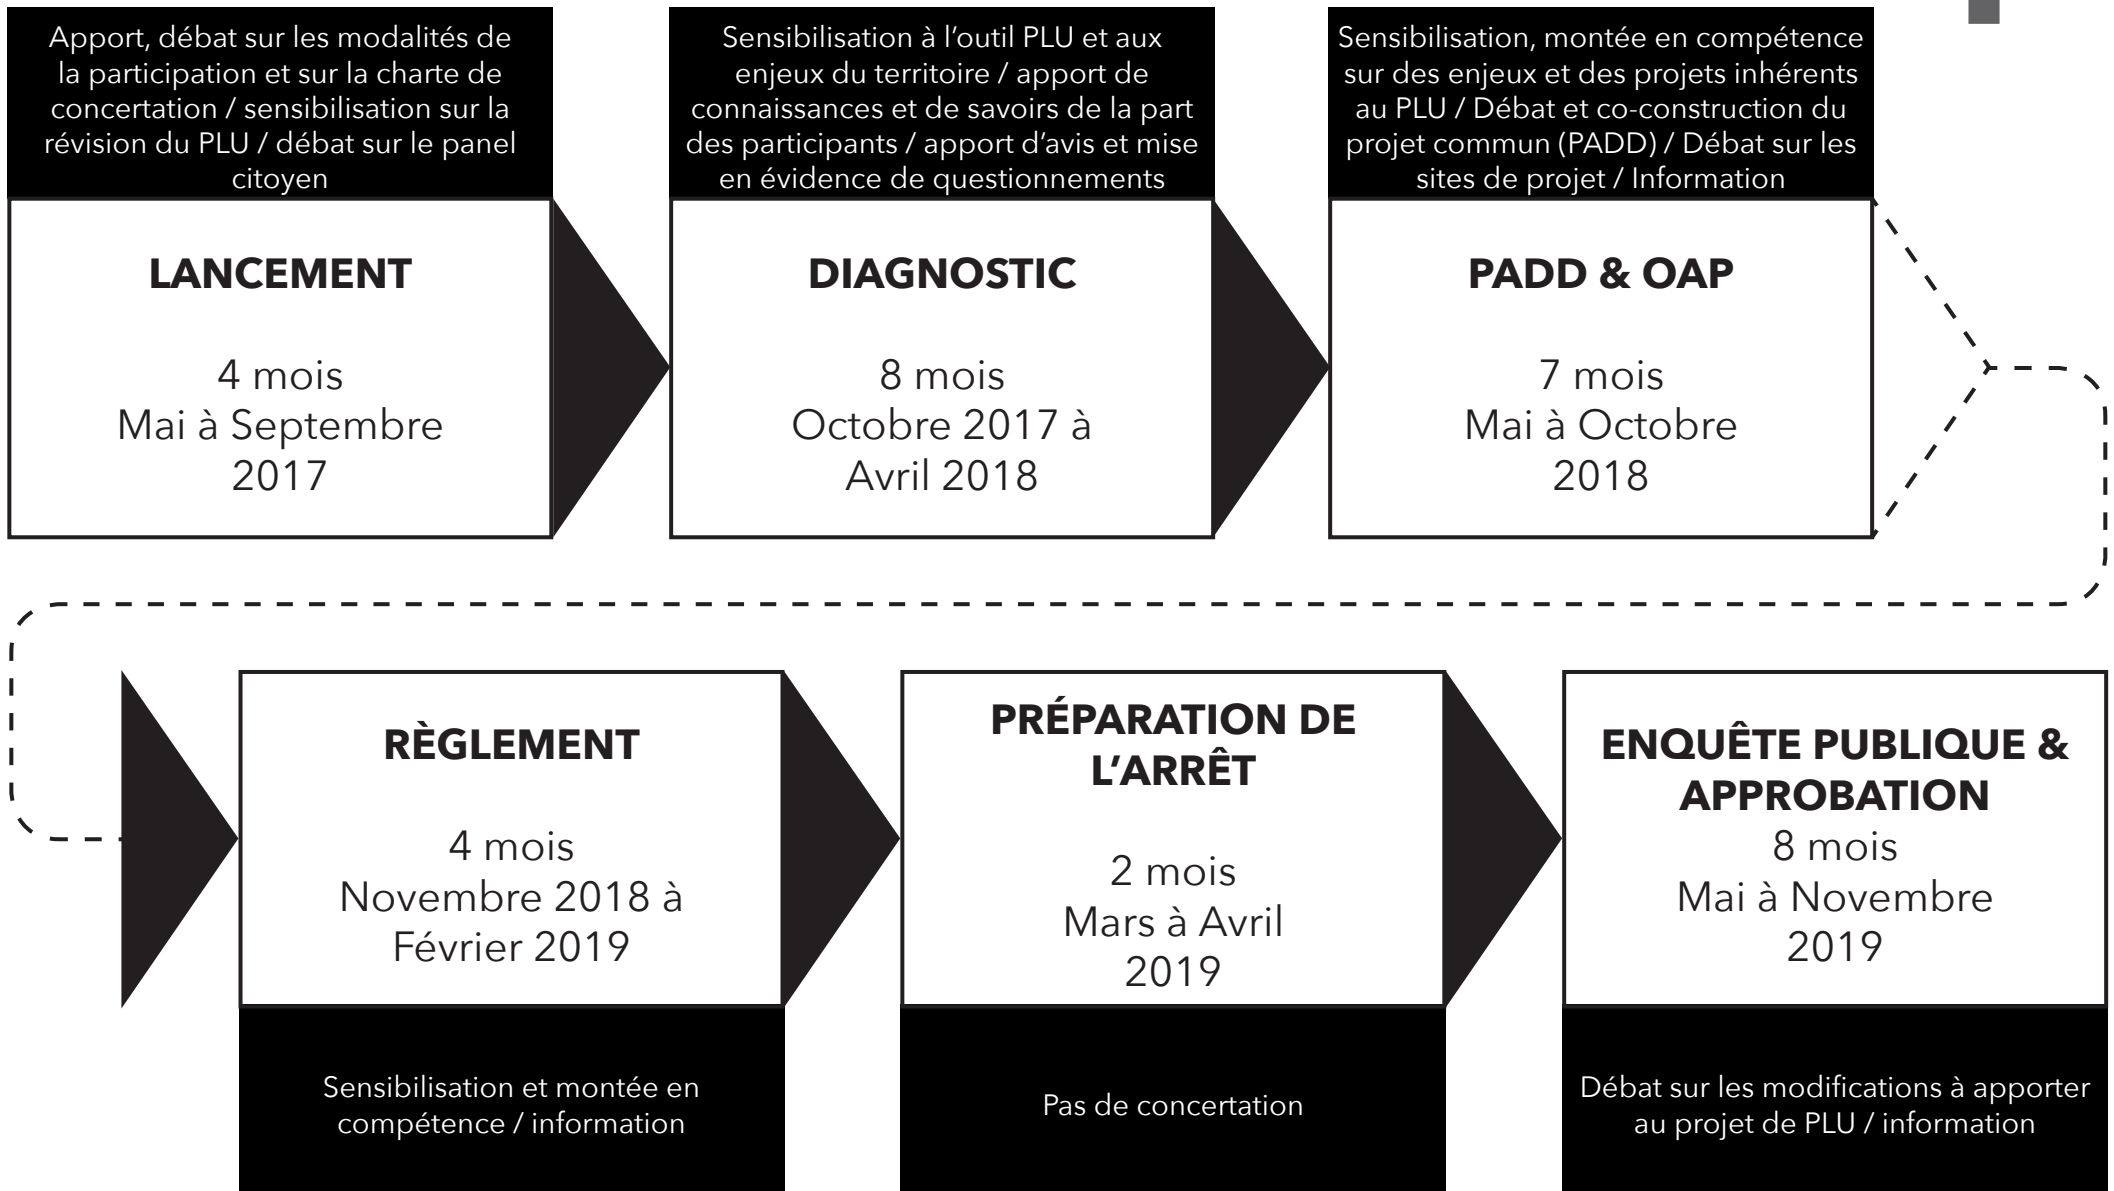 Apport, débat sur les modalités de
la participation et sur la charte de
concertation / sensibilisation sur la
révision du PLU / débat sur le panel
citoyen
LANCEMENT
4 mois
Mai à Septembre
2017
Sensibilisation à l’outil PLU et aux
enjeux du territoire / apport de
connaissances et de savoirs de la part
des participants / apport d’avis et mise
en évidence de questionnements
DIAGNOSTIC
8 mois
Octobre 2017 à
Avril 2018
Sensibilisation, montée en compétence
sur des enjeux et des projets inhérents
au PLU / Débat et co-construction du
projet commun (PADD) / Débat sur les
sites de projet / Information
PADD & OAP
7 mois
Mai à Octobre
2018
RÈGLEMENT
4 mois
Novembre 2018 à
Février 2019
Sensibilisation et montée en
compétence / information
PRÉPARATION DE
L’ARRÊT
2 mois
Mars à Avril
2019
Pas de concertation
ENQUÊTE PUBLIQUE &
APPROBATION
8 mois
Mai à Novembre
2019
Débat sur les modifications à apporter
au projet de PLU / information